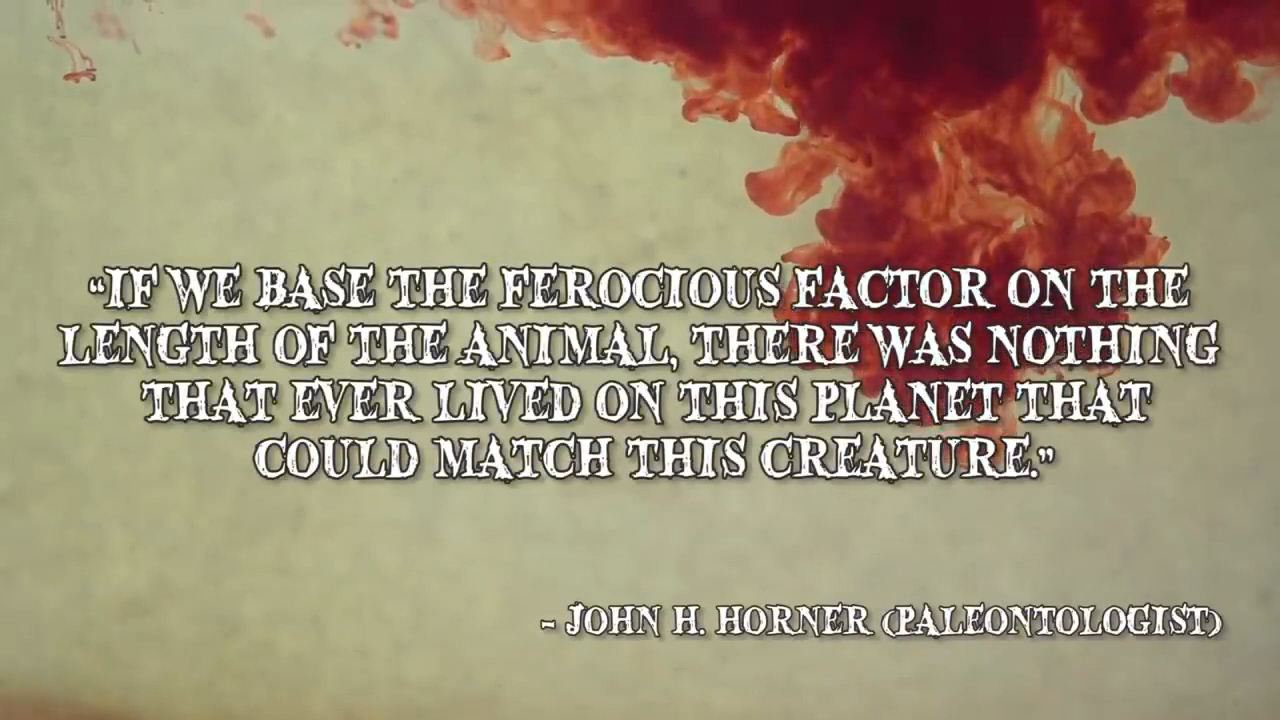 “IF WE BASE THE FEROCIOUS FACTOR ON THE
LENGTH OF THE ANIMAL, THERE WAS NOTHING
THAT EVER LIVED ON THIS PLANET THAT
COULD MATCH THIS CREATURE.”
- JOHN H. HORNER (PALEONTOLOGIST)